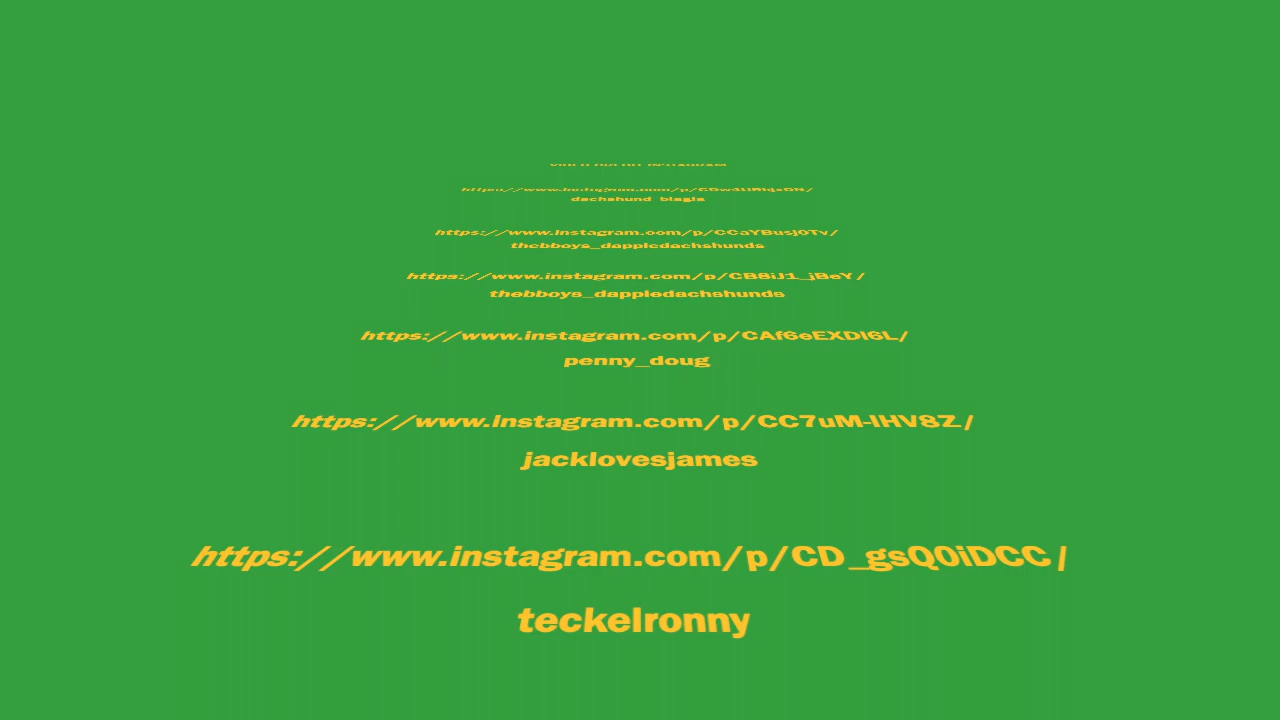 dachshund_blagia
https://www.instagram.com/p/CCaYBusj0Tv/
thebboys_dappledachshunds
https://www.instagram.com/p/CB8iJ1_jBeY/
thebboys_dappledachshunds
https://www.instagram.com/p/CAf6eEXDI6L/
penny_doug
https://www.instagram.com/p/CC7uM-IHV8Z/
jacklovesjames
https://www.instagram.com/p/CD_gsQ0iDCC/
teckelronny